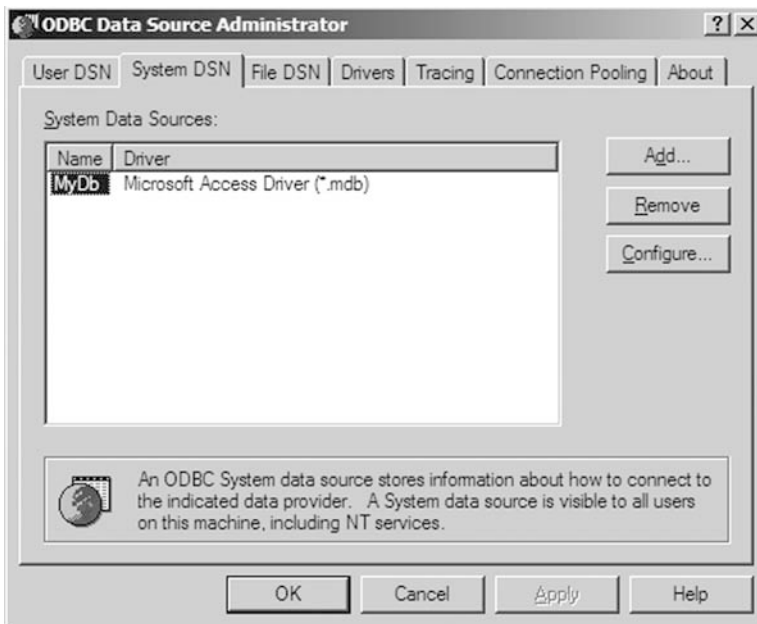 ODBC Data Source Administrator
User DSN System DSN File DSN Drivers Tracing Connection Pooling About
System Data Sources:
Name Driver
MyDb Microsoft Access Driver (*.mdb)
Add...
Remove
Configure...
An ODBC System data source stores information about how to connect to
the indicated data provider. A System data source is visible to all users
on this machine, including NT services.
OK Cancel Apply Help